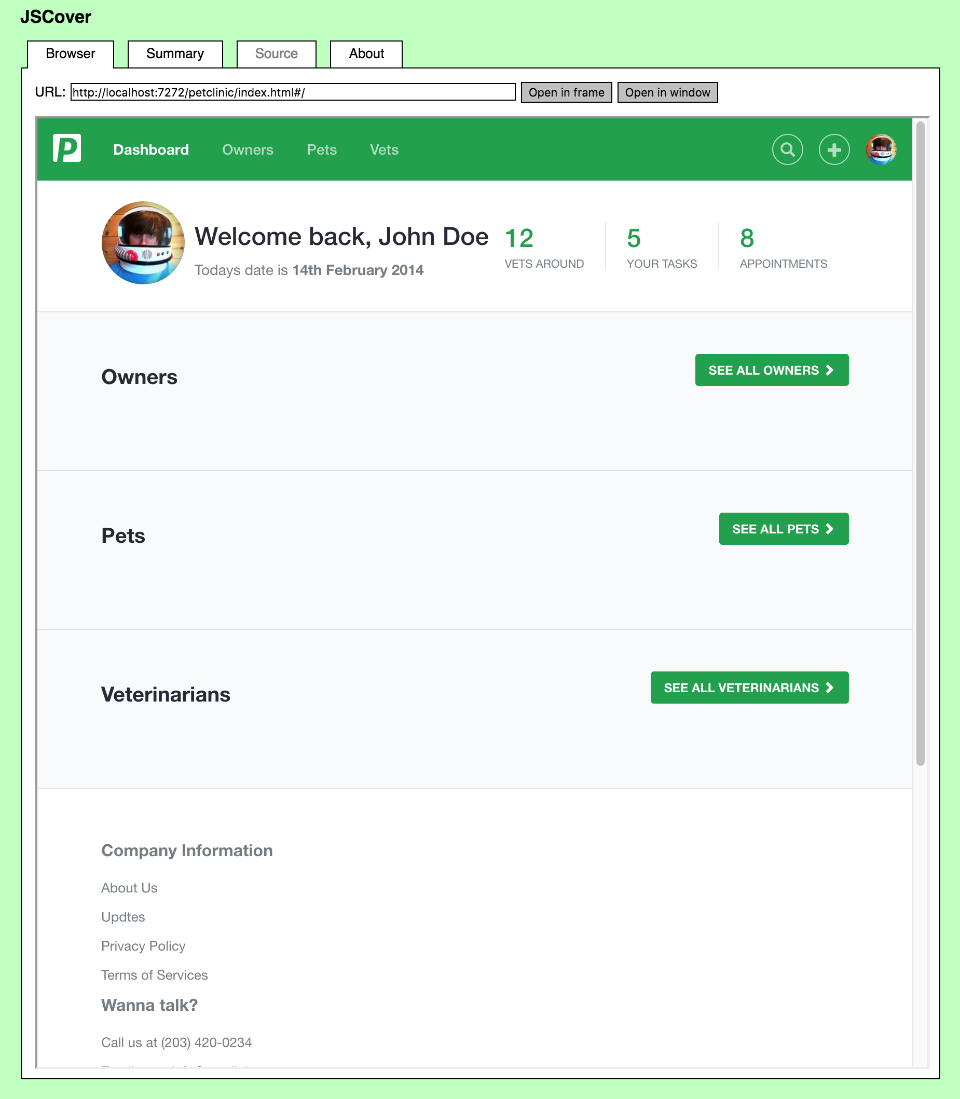 JSCover
Browser Summary Source About
URL: http://localhost:7272/petclinic/index.html#/ Open in frame Open in window
P Dashboard Owners Pets Vets
Welcome back, John Doe
Todays date is 14th February 2014
12 5 8
VETS AROUND YOUR TASKS APPOINTMENTS
Owners SEE ALL OWNERS
Pets SEE ALL PETS
Veterinarians SEE ALL VETERINARIANS
Company Information
About Us
Updtes
Privacy Policy
Terms of Services
Wanna talk?
Call us at (203) 420-0234